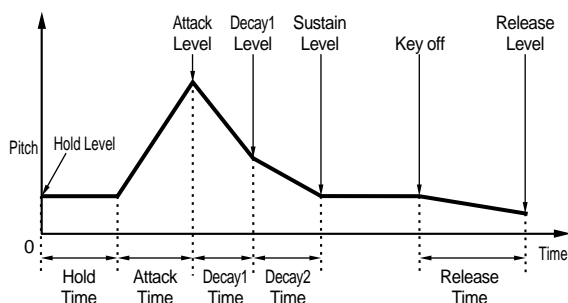 Attack Level
Decay1 Level
Sustain Level
Key off
Release Level
Pitch
Hold Level
0
Time
Hold Time
Attack Time
Decay1 Time
Decay2 Time
Release Time